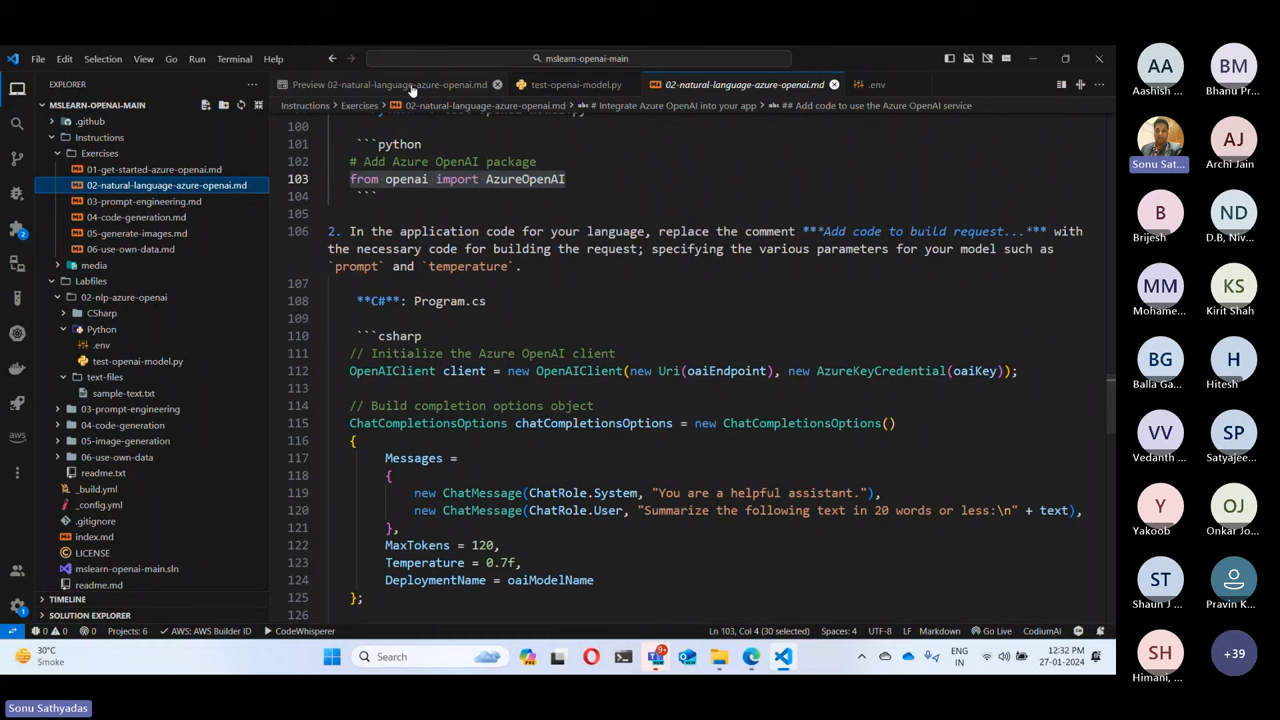 File Edit Selection View Go Run Terminal Help
mslearn-openai-main
EXPLORER
MSLEARN-OPENAI-MAIN
.github
Instructions
Exercises
01-get-started-azure-openai.md
02-natural-language-azure-openai.md
03-prompt-engineering.md
04-code-generation.md
05-generate-images.md
06-use-own-data.md
media
Labfiles
02-nlp-azure-openai
CSharp
Python
.env
test-openai-model.py
text-files
sample-text.txt
03-prompt-engineering
04-code-generation
05-image-generation
06-use-own-data
readme.txt
_build.yml
_config.yml
.gitignore
index.md
LICENSE
mslearn-openai-main.sln
readme.md
TIMELINE
SOLUTION EXPLORER
2
aws
1
Preview 02-natural-language-azure-openai.md
test-openai-model.py
02-natural-language-azure-openai.md
.env
Instructions > Exercises > 02-natural-language-azure-openai.md > # Integrate Azure OpenAI into your app > ## Add code to use the Azure OpenAI service
100
101 ```python
102 # Add Azure OpenAI package
103 from openai import AzureOpenAI
104 ```
105
106 2. In the application code for your language, replace the comment ***Add code to build request...*** with
the necessary code for building the request; specifying the various parameters for your model such as
`prompt` and `temperature`.
107
108 **C#**: Program.cs
109
110 ```csharp
111 // Initialize the Azure OpenAI client
112 OpenAIClient client = new OpenAIClient(new Uri(oaiEndpoint), new AzureKeyCredential(oaiKey));
113
114 // Build completion options object
115 ChatCompletionsOptions chatCompletionsOptions = new ChatCompletionsOptions()
116 {
117 Messages =
118 {
119 new ChatMessage(ChatRole.System, "You are a helpful assistant."),
120 new ChatMessage(ChatRole.User, "Summarize the following text in 20 words or less:\n" + text),
121 },
122 MaxTokens = 120,
123 Temperature = 0.7f,
124 DeploymentName = oaiModelName
125 };
126
0 0 0 Projects: 6 AWS: AWS Builder ID CodeWhisperer
Ln 103, Col 4 (30 selected) Spaces: 4 UTF-8 LF Markdown Go Live CodiumAI
30°C
Smoke
Search
9+
ENG
IN
12:32 PM
27-01-2024
AA
Aashish ...
BM
Bhanu Pr...
Sonu Sat...
AJ
Archi Jain
B
Brijesh
ND
D.B, Niv...
MM
Mohame...
KS
Kirit Shah
BG
Balla Ga...
H
Hitesh
VV
Vedanth ...
SP
Satyajee...
Y
Yakoob
OJ
Onkar Jo...
ST
Shaun J ...
Pravin K...
SH
Himani, ...
+39
Sonu Sathyadas